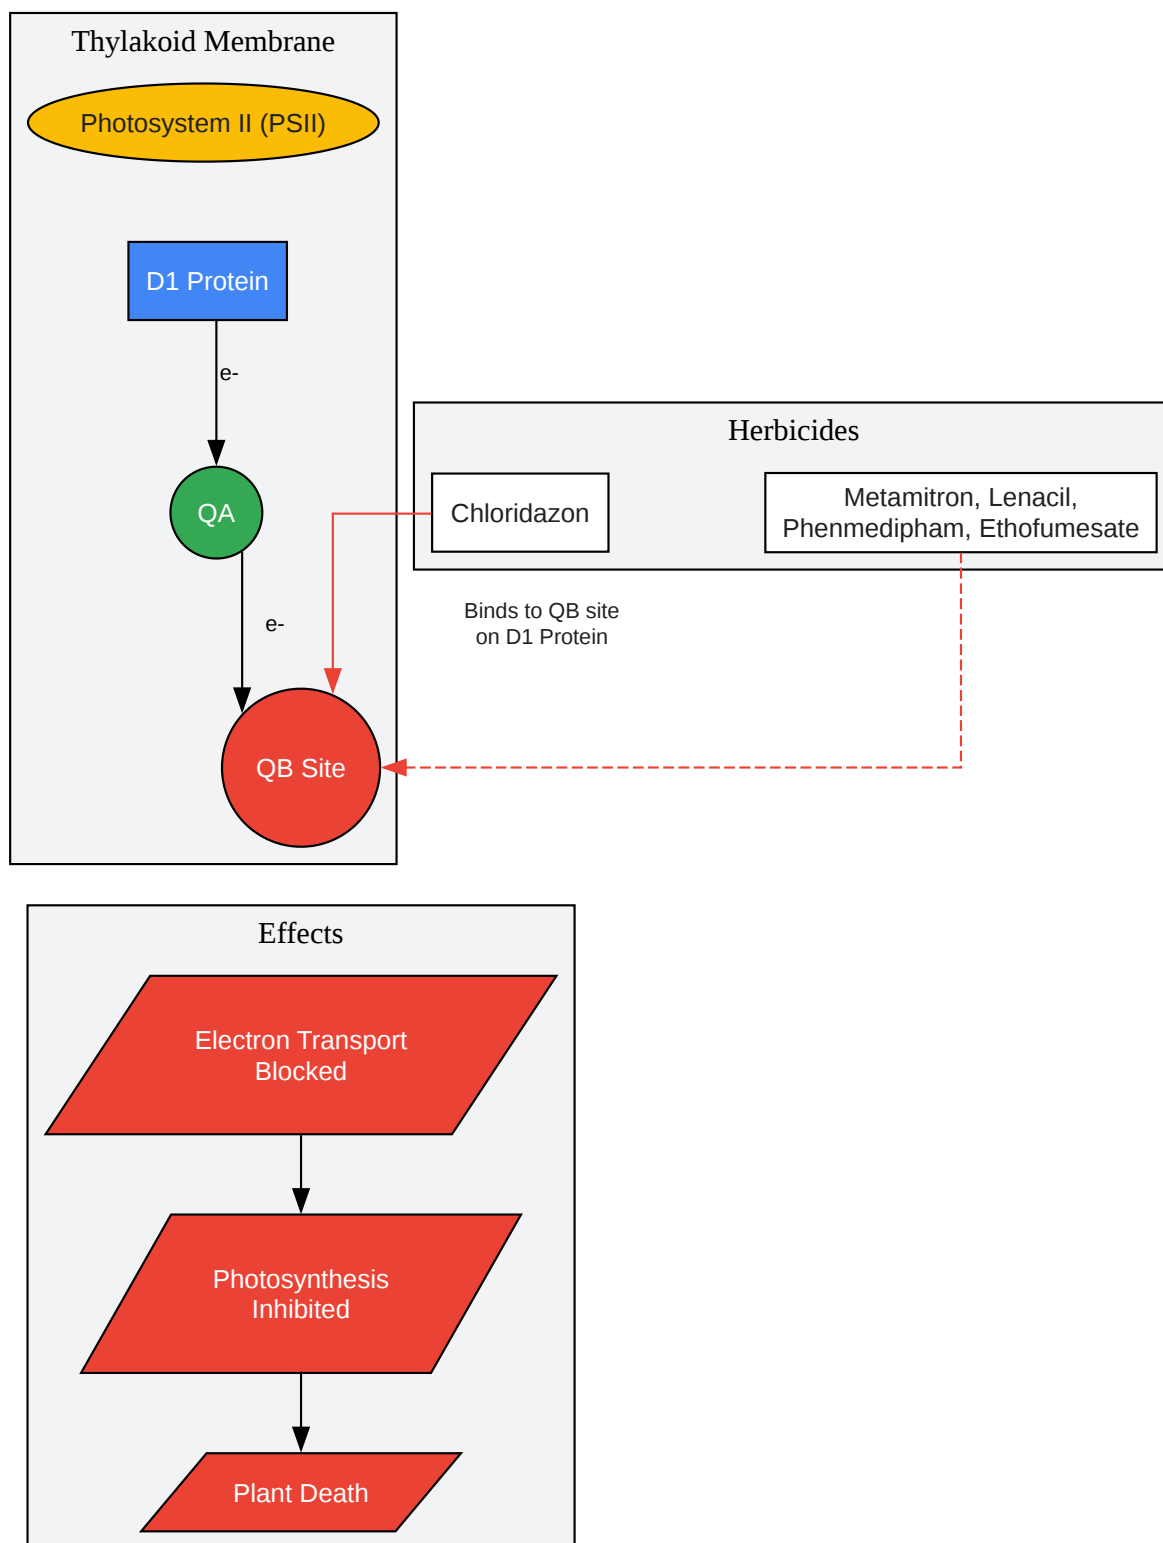 Thylakoid Membrane
Photosystem II (PSII)
D1 Protein
e-
QA
e-
QB Site
Herbicides
Chloridazon
Metamitron, Lenacil,
Phenmedipham, Ethofumesate
Binds to QB site
on D1 Protein
Effects
Electron Transport
Blocked
Photosynthesis
Inhibited
Plant Death